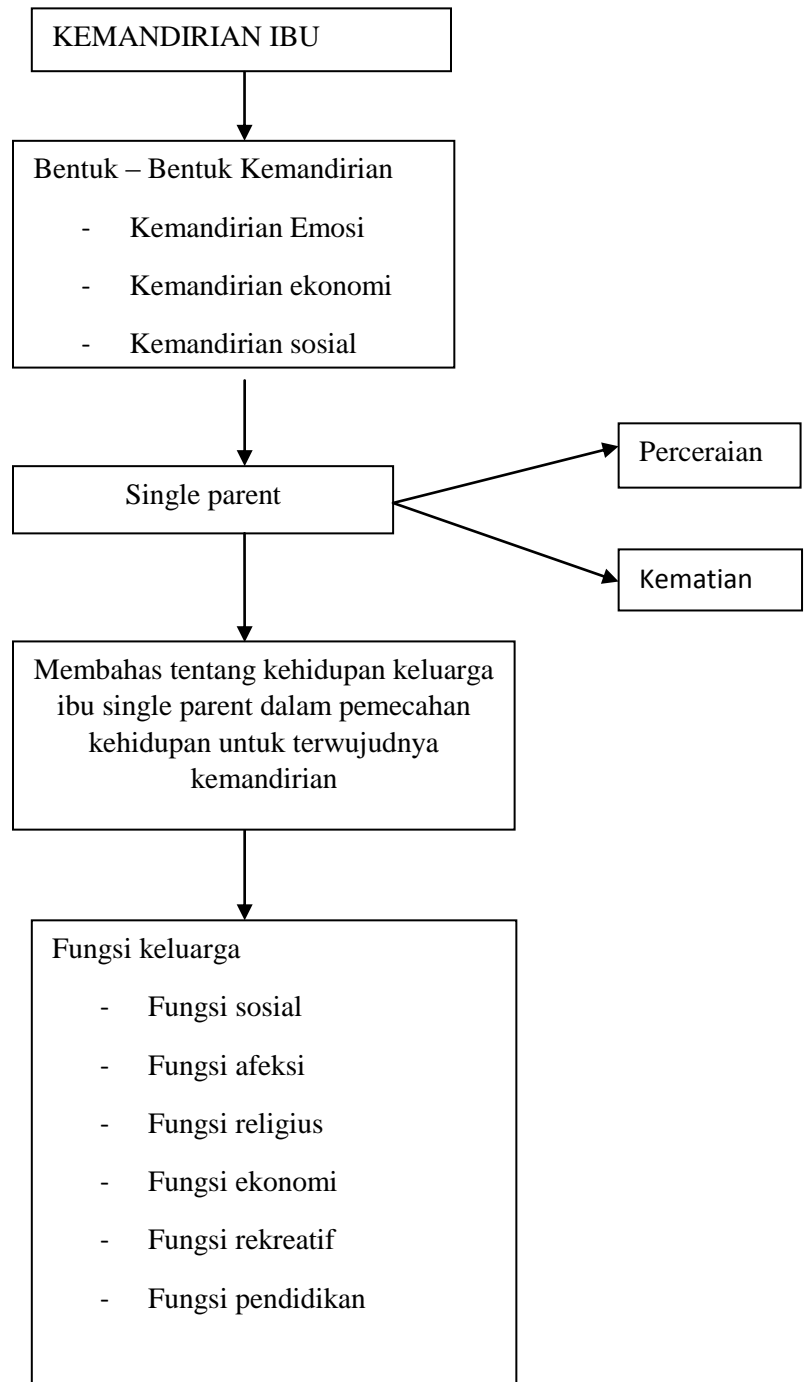 KEMANDIRIAN IBU
Bentuk – Bentuk Kemandirian
- Kemandirian Emosi
- Kemandirian ekonomi
- Kemandirian sosial
Single parent
Perceraian
Kematian
Membahas tentang kehidupan keluarga
ibu single parent dalam pemecahan
kehidupan untuk terwujudnya
kemandirian
Fungsi keluarga
- Fungsi sosial
- Fungsi afeksi
- Fungsi religius
- Fungsi ekonomi
- Fungsi rekreatif
- Fungsi pendidikan